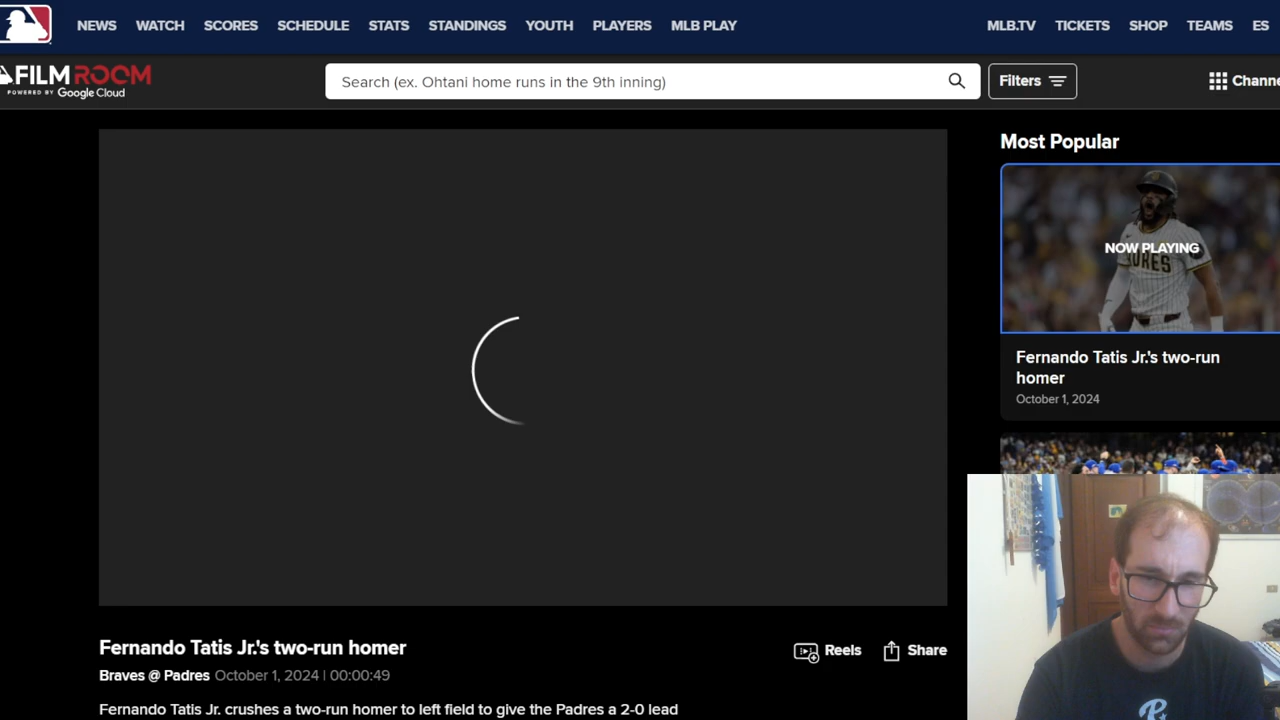 NEWS WATCH SCORES SCHEDULE STATS STANDINGS YOUTH PLAYERS MLB PLAY MLB.TV TICKETS SHOP TEAMS ES
FILM ROOM
POWERED BY Google Cloud
Search (ex. Ohtani home runs in the 9th inning)
Filters
Channe
Most Popular
NOW PLAYING
Fernando Tatis Jr.'s two-run
homer
October 1, 2024
Fernando Tatis Jr.'s two-run homer
Reels
Share
Braves @ Padres October 1, 2024 | 00:00:49
Fernando Tatis Jr. crushes a two-run homer to left field to give the Padres a 2-0 lead